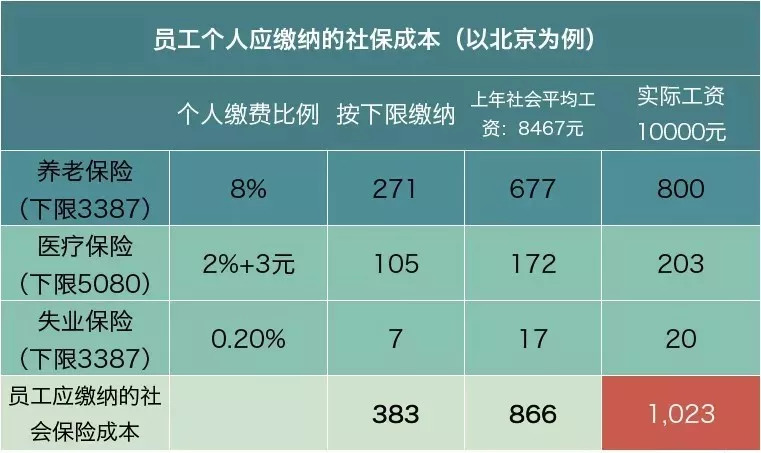 员工个人应缴纳的社保成本（以北京为例）
个人缴费比例
按下限缴纳
上年社会平均工
资：8467元
实际工资
10000元
养老保险
（下限3387）
8%
271
677
800
医疗保险
（下限5080）
2%+3元
105
172
203
失业保险
（下限3387）
0.20%
7
17
20
员工应缴纳的社
会保险成本
383
866
1,023